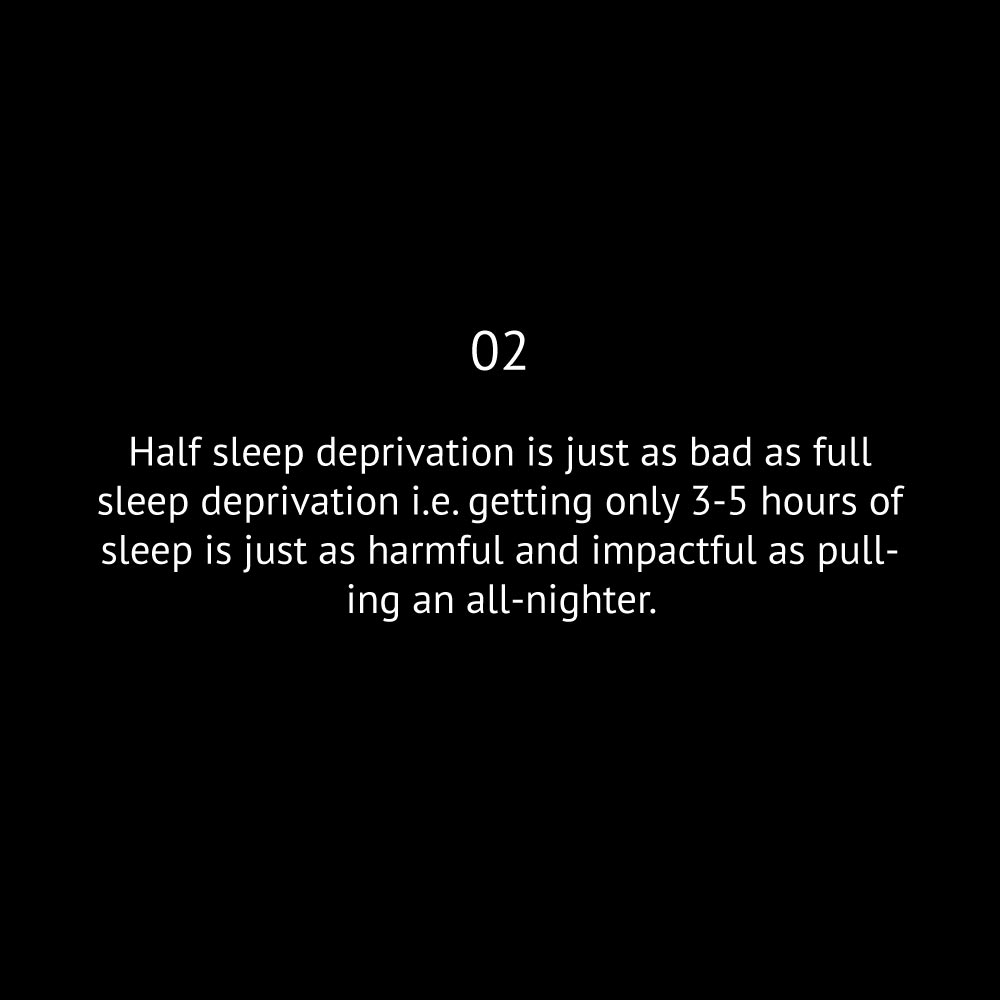 02
Half sleep deprivation is just as bad as full
sleep deprivation i.e. getting only 3-5 hours of
sleep is just as harmful and impactful as pull-
ing an all-nighter.